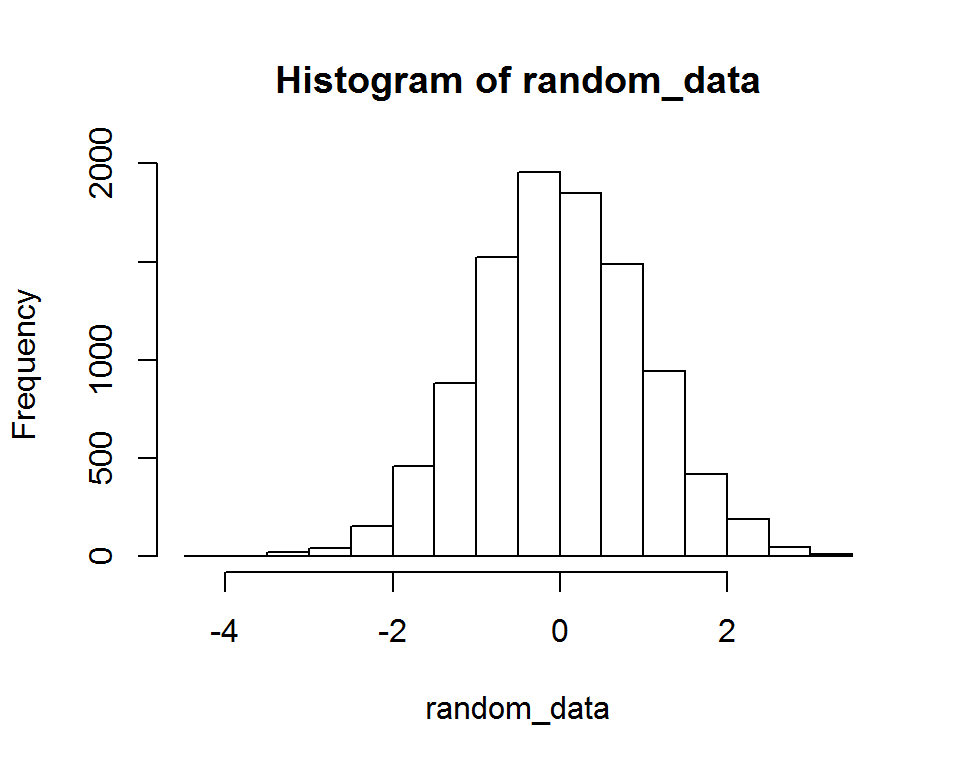 Histogram of random_data
Frequency
2000
1000
500
0
-4 -2 0 2
random_data